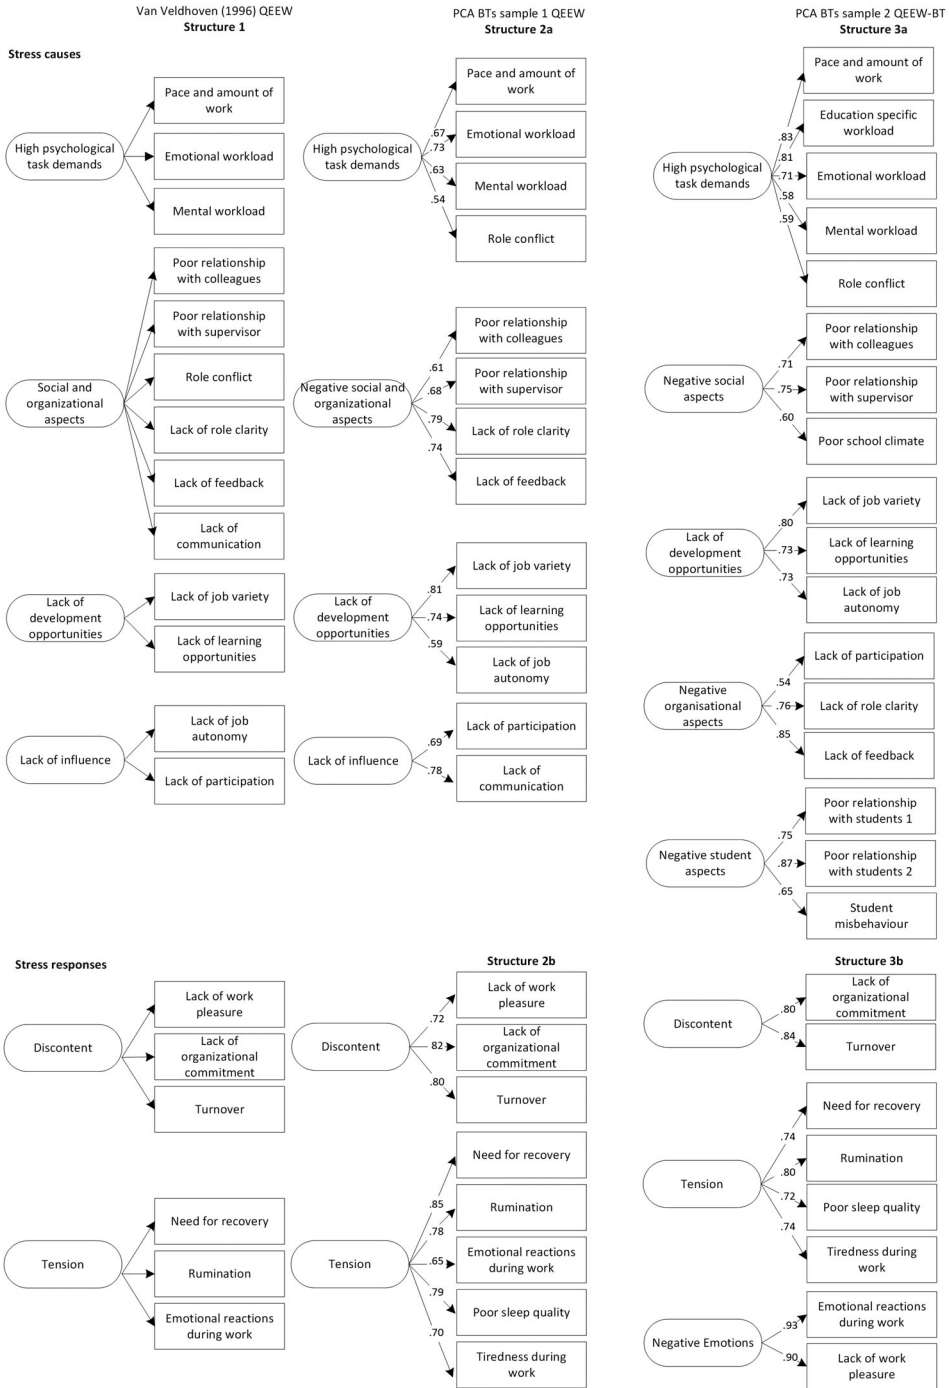 Van Veldhoven (1996) QEEW
Structure 1
Stress causes
High psychological
task demands
Pace and amount of
work
Emotional workload
Mental workload
Social and
organizational
aspects
Poor relationship
with colleagues
Poor relationship
with supervisor
Role conflict
Lack of role clarity
Lack of feedback
Lack of
communication
Lack of
development
opportunities
Lack of job variety
Lack of learning
opportunities
Lack of influence
Lack of job
autonomy
Lack of participation
PCA BTs sample 1 QEEW
Structure 2a
High psychological
task demands
.67
.73
.63
.54
Pace and amount of
work
Emotional workload
Mental workload
Role conflict
Negative social and
organizational
aspects
.61
.68
.79
.74
Poor relationship
with colleagues
Poor relationship
with supervisor
Lack of role clarity
Lack of feedback
Lack of
development
opportunities
.81
.74
.59
Lack of job variety
Lack of learning
opportunities
Lack of job
autonomy
Lack of influence
.69
.78
Lack of participation
Lack of
communication
PCA BTs sample 2 QEEW-BT
Structure 3a
High psychological
task demands
.83
.81
.71
.58
.59
Pace and amount of
work
Education specific
workload
Emotional workload
Mental workload
Role conflict
Negative social
aspects
.71
.75
.60
Poor relationship
with colleagues
Poor relationship
with supervisor
Poor school climate
Lack of
development
opportunities
.80
.73
.73
Lack of job variety
Lack of learning
opportunities
Lack of job
autonomy
Negative
organisational
aspects
.54
.76
.85
Lack of participation
Lack of role clarity
Lack of feedback
Negative student
aspects
.75
.87
.65
Poor relationship
with students 1
Poor relationship
with students 2
Student
misbehaviour
Stress responses
Discontent
Lack of work
pleasure
Lack of
organizational
commitment
Turnover
Tension
Need for recovery
Rumination
Emotional reactions
during work
Structure 2b
Discontent
.72
.82
.80
Lack of work
pleasure
Lack of
organizational
commitment
Turnover
Tension
.85
.78
.65
.79
.70
Need for recovery
Rumination
Emotional reactions
during work
Poor sleep quality
Tiredness during
work
Structure 3b
Discontent
.80
.84
Lack of
organizational
commitment
Turnover
Tension
.74
.80
.72
.74
Need for recovery
Rumination
Poor sleep quality
Tiredness during
work
Negative Emotions
.93
.90
Emotional reactions
during work
Lack of work
pleasure